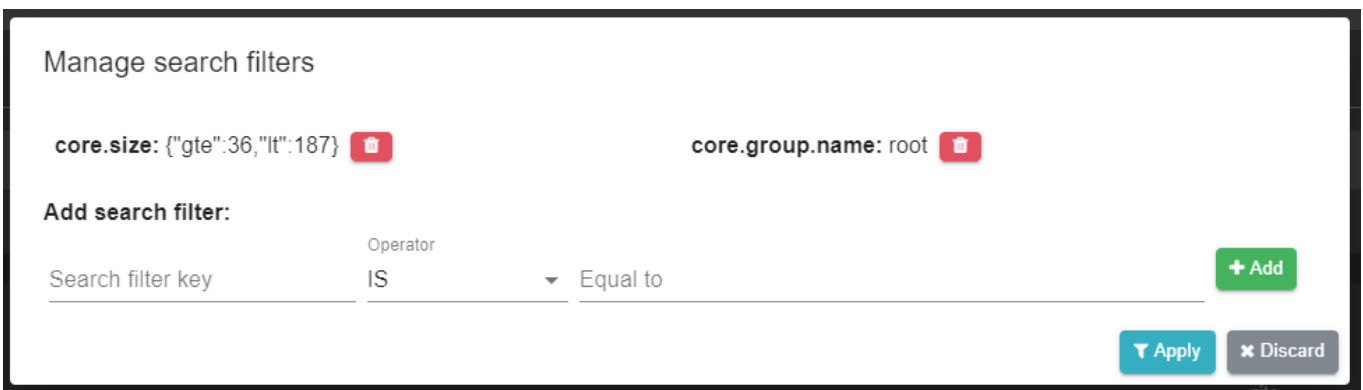 Manage search filters
core.size: {"gte":36,"lt":187} core.group.name: root
Add search filter:
Operator
Search filter key IS Equal to + Add
Apply × Discard